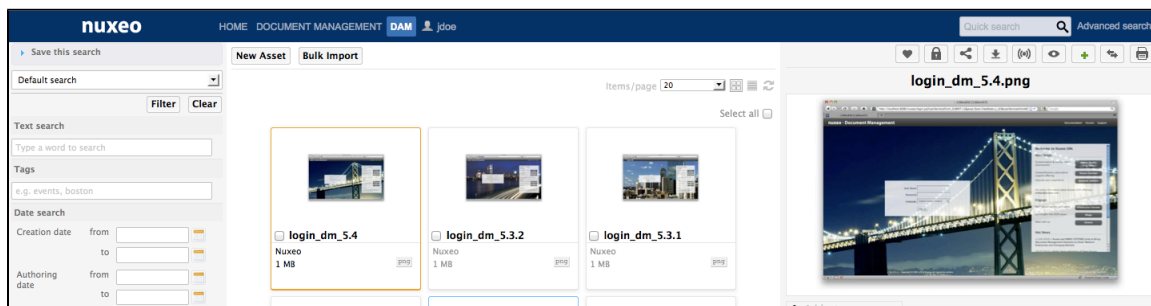 nuxeo
HOME DOCUMENT MANAGEMENT DAM jdoe
Quick search
Advanced search
Save this search
Default search
Filter Clear
Text search
Type a word to search
Tags
e.g. events, boston
Date search
Creation date from
to
Authoring date from
to
New Asset Bulk Import
Items/page 20
Select all
login_dm_5.4
Nuxeo
1 MB png
login_dm_5.3.2
Nuxeo
1 MB png
login_dm_5.3.1
Nuxeo
1 MB png
login_dm_5.4.png
nuxeo - Document Management